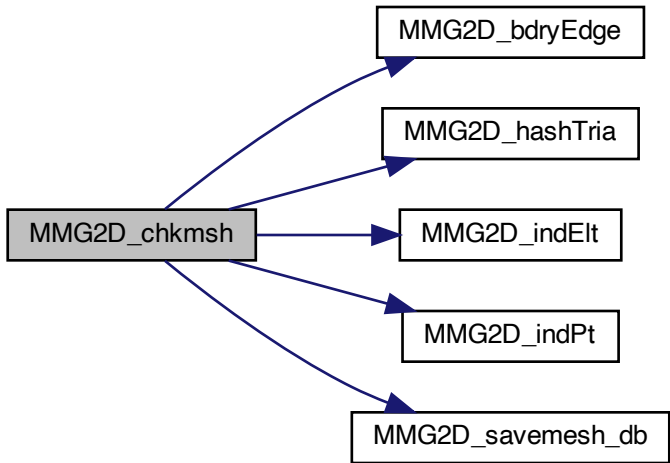 MMG2D_bdryEdge
MMG2D_hashTria
MMG2D_chkmsh
MMG2D_indElt
MMG2D_indPt
MMG2D_savemesh_db